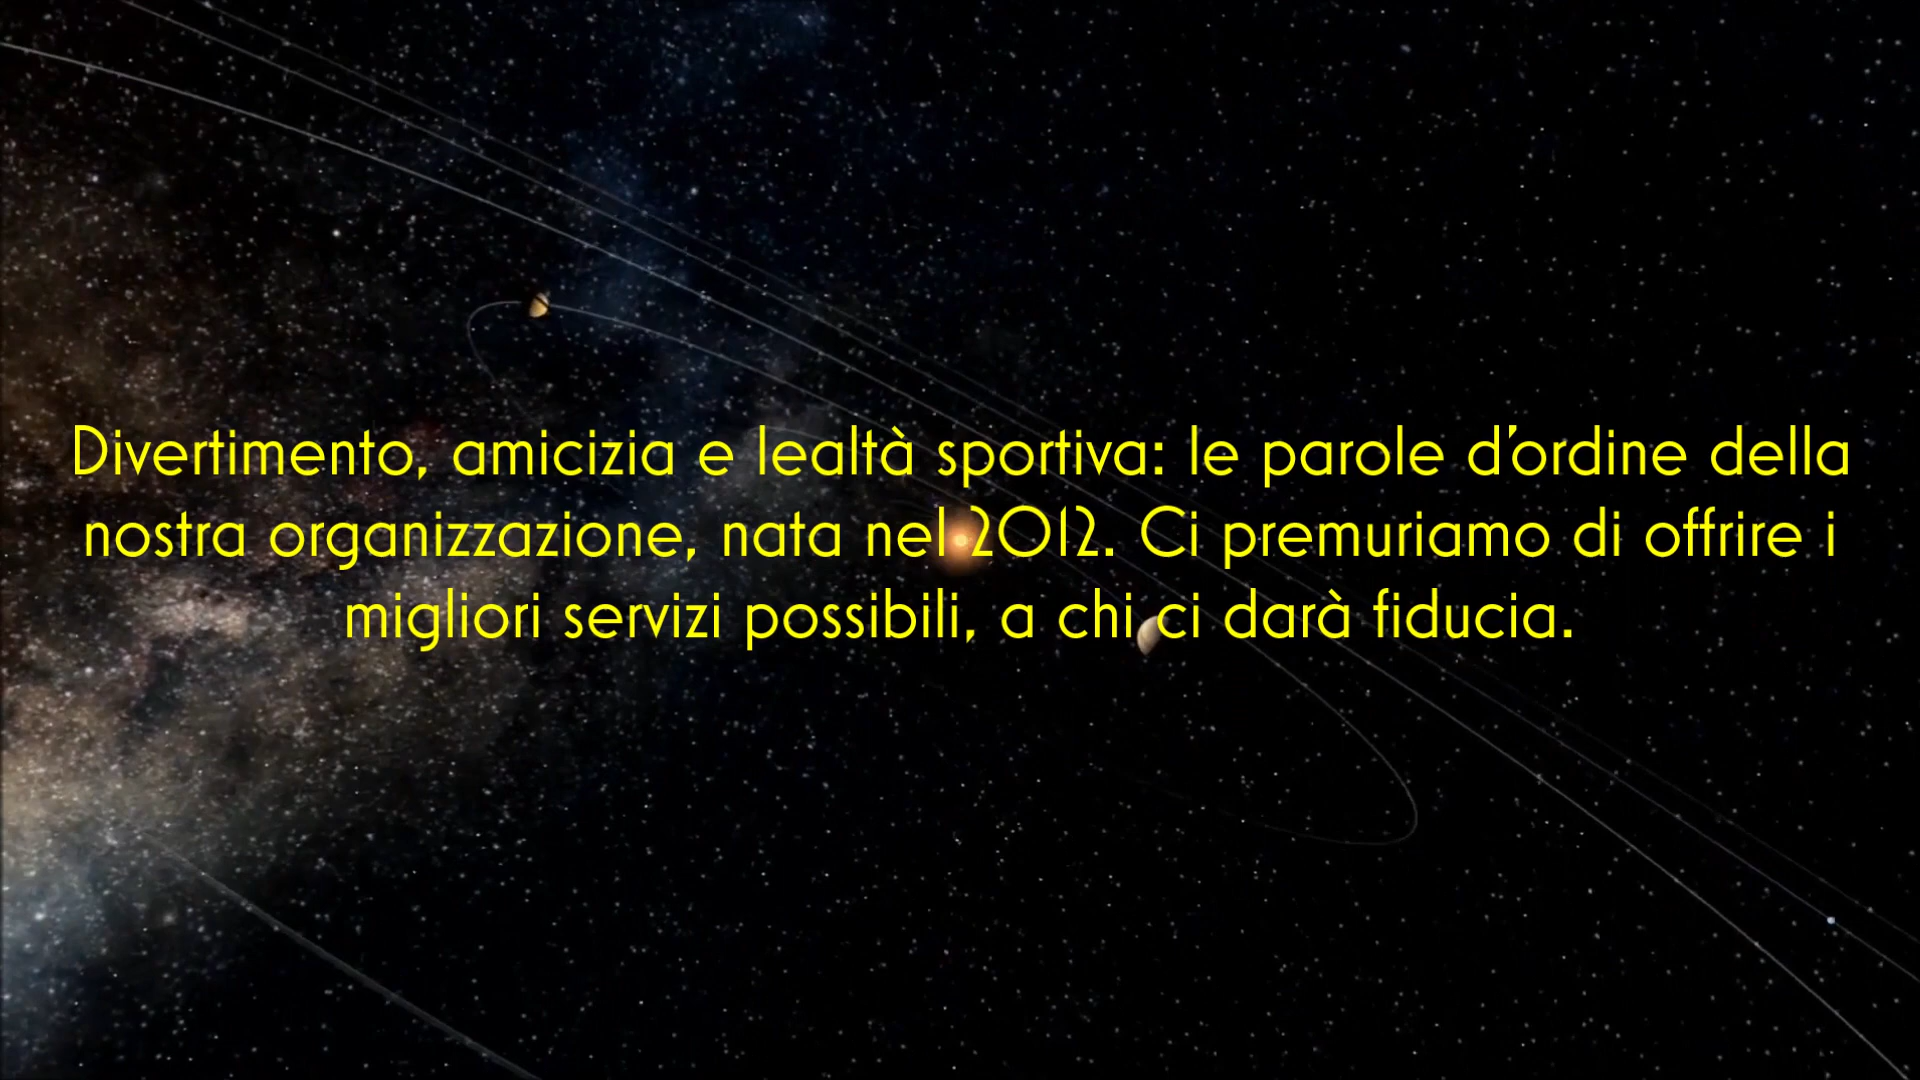 Divertimento, amicizia e lealtà sportiva: le parole d’ordine della
nostra organizzazione, nata nel 2012. Ci premuriamo di offrire i
migliori servizi possibili, a chi ci darà fiducia.